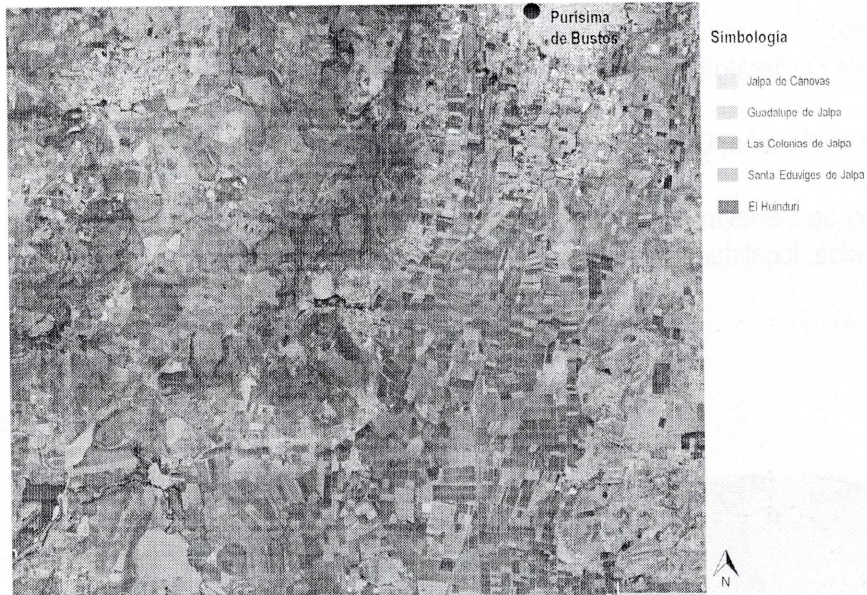 Purísima
de Bustos
Simbología
Jalpa de Cánovas
Guadalupe de Jalpa
Las Colonias de Jalpa
Santa Eduviges de Jalpa
El Huinduri
N